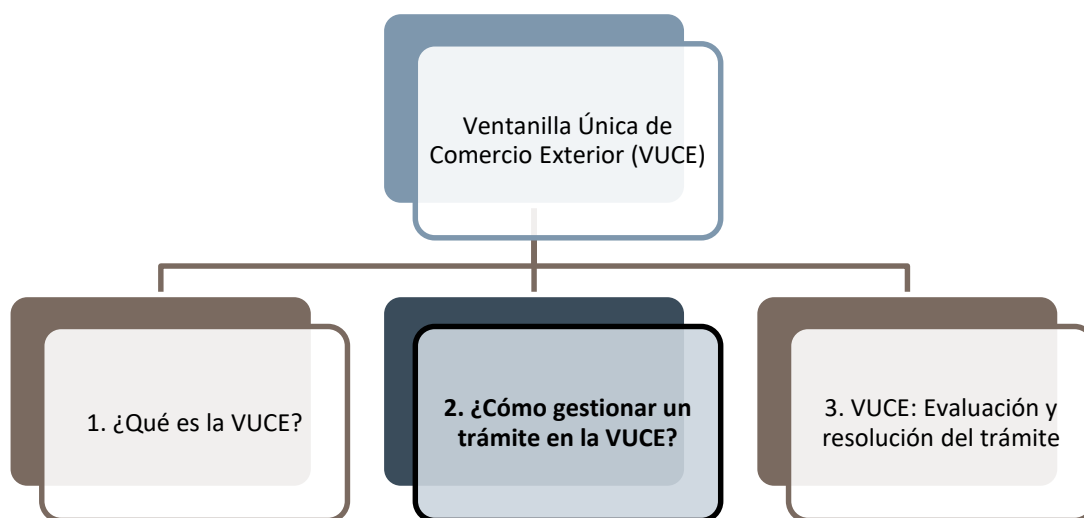 Ventanilla Única de
Comercio Exterior (VUCE)
1. ¿Qué es la VUCE?
2. ¿Cómo gestionar un
trámite en la VUCE?
3. VUCE: Evaluación y
resolución del trámite